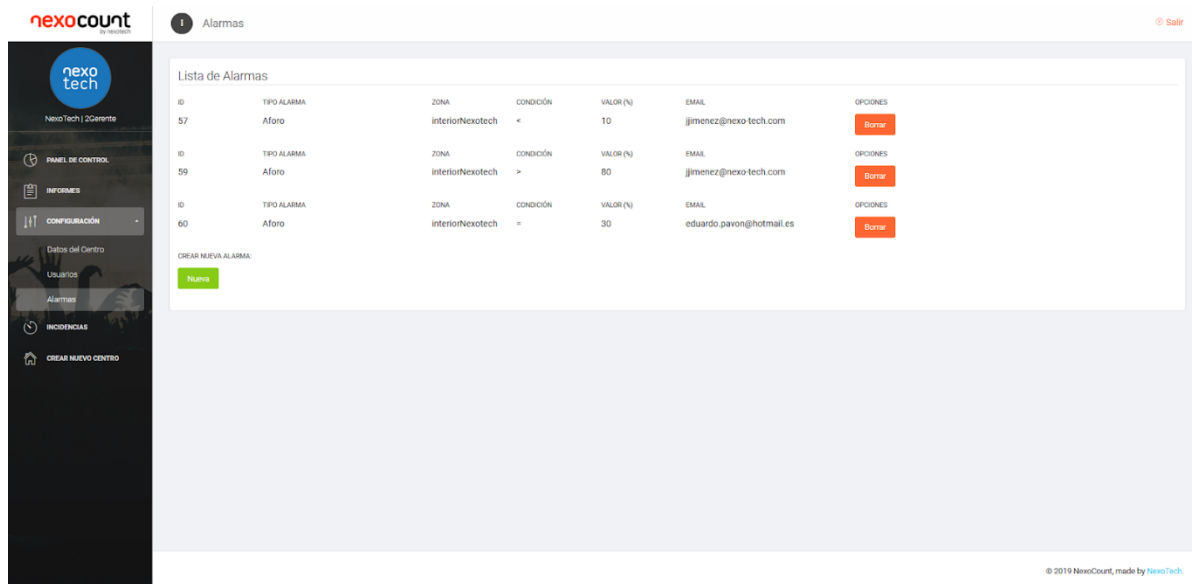 nexocount
by nexotech
I Alarmas
Salir
nexo
tech
NexoTech | 2Gerente
PANEL DE CONTROL
INFORMES
CONFIGURACIÓN
Datos del Centro
Usuarios
Alarmas
INCIDENCIAS
CREAR NUEVO CENTRO
Lista de Alarmas
ID TIPO ALARMA ZONA CONDICIÓN VALOR (%) EMAIL OPCIONES
57 Aforo interiorNexotech < 10 jjimenez@nexo-tech.com Borrar
ID TIPO ALARMA ZONA CONDICIÓN VALOR (%) EMAIL OPCIONES
59 Aforo interiorNexotech > 80 jjimenez@nexo-tech.com Borrar
ID TIPO ALARMA ZONA CONDICIÓN VALOR (%) EMAIL OPCIONES
60 Aforo interiorNexotech = 30 eduardo.pavon@hotmail.es Borrar
CREAR NUEVA ALARMA:
Nueva
© 2019 NexoCount, made by NexoTech.